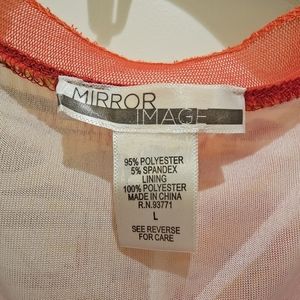 MIRROR
IMAGE
95% POLYESTER
5% SPANDEX
LINING
100% POLYESTER
MADE IN CHINA
R.N.93771
L
SEE REVERSE
FOR CARE